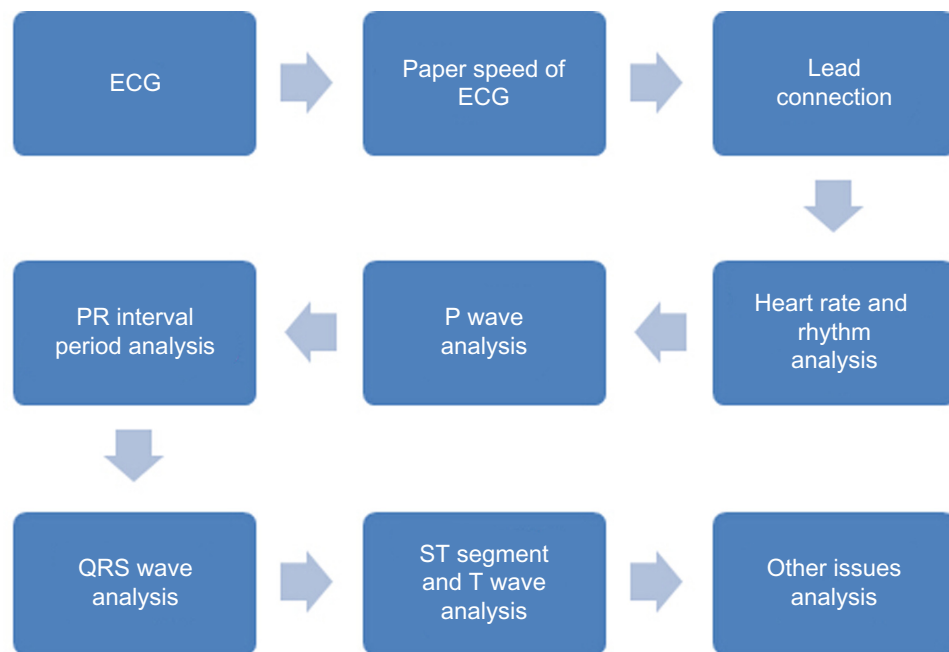 ECG
Paper speed of
ECG
Lead
connection
Heart rate and
rhythm
analysis
P wave
analysis
PR interval
period analysis
QRS wave
analysis
ST segment
and T wave
analysis
Other issues
analysis